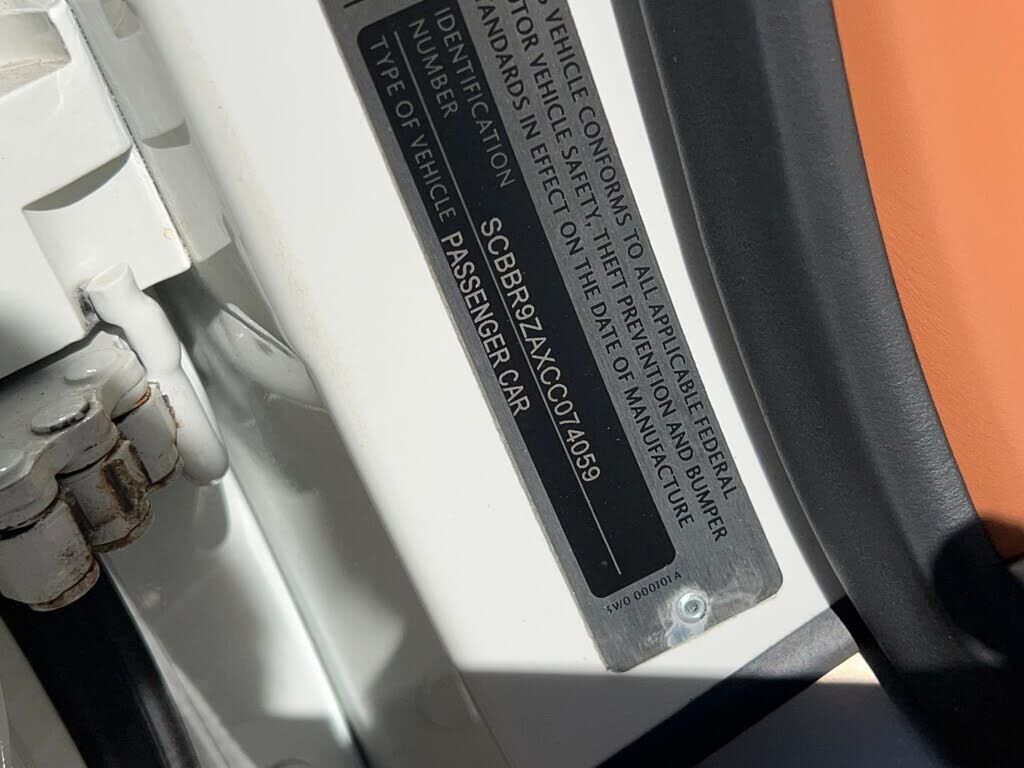 VEHICLE CONFORMS TO ALL APPLICABLE FEDERAL
VEHICLE SAFETY, THEFT PREVENTION AND BUMPER
STANDARDS IN EFFECT ON THE DATE OF MANUFACTURE
IDENTIFICATION
NUMBER SCBBR9ZAXCC074059
TYPE OF VEHICLE PASSENGER CAR
3W0 000101 A